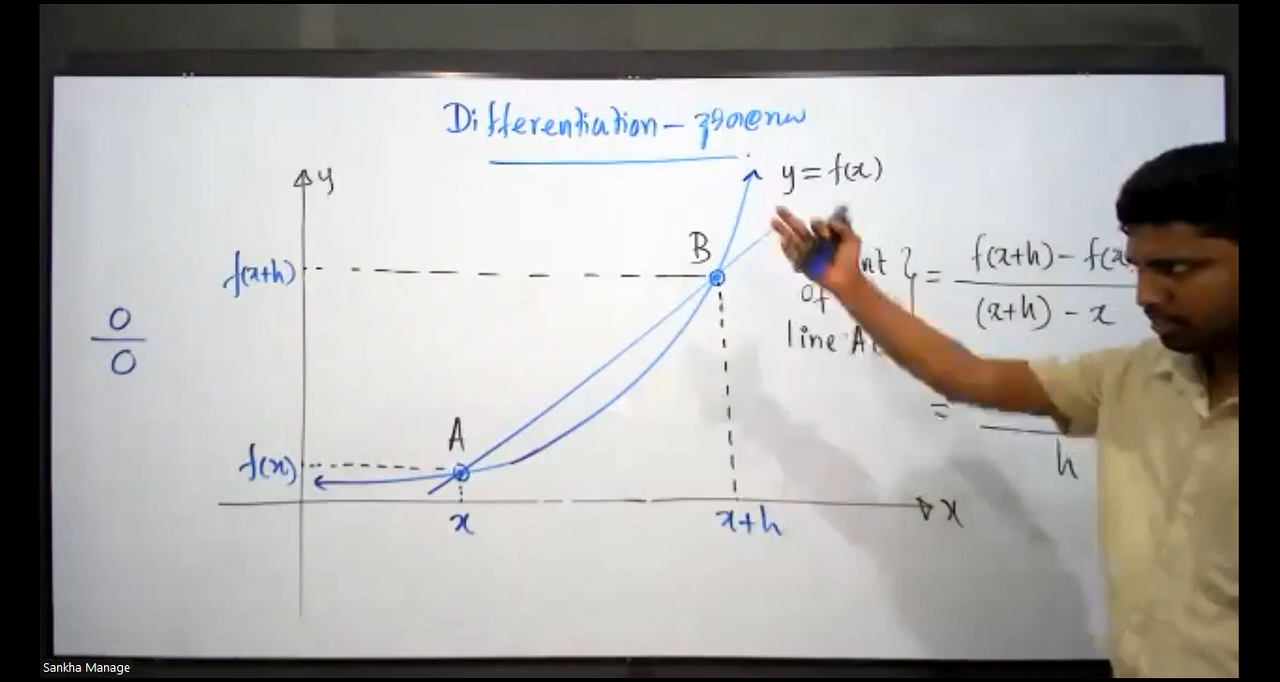 Differentiation –
y
y = f(x)
B
f(x+h)
f(x+h) – f(x
of
(x+h) – x
0
0
line A
=
=
A
f(x)
h
x
x+h
x
Sankha Manage